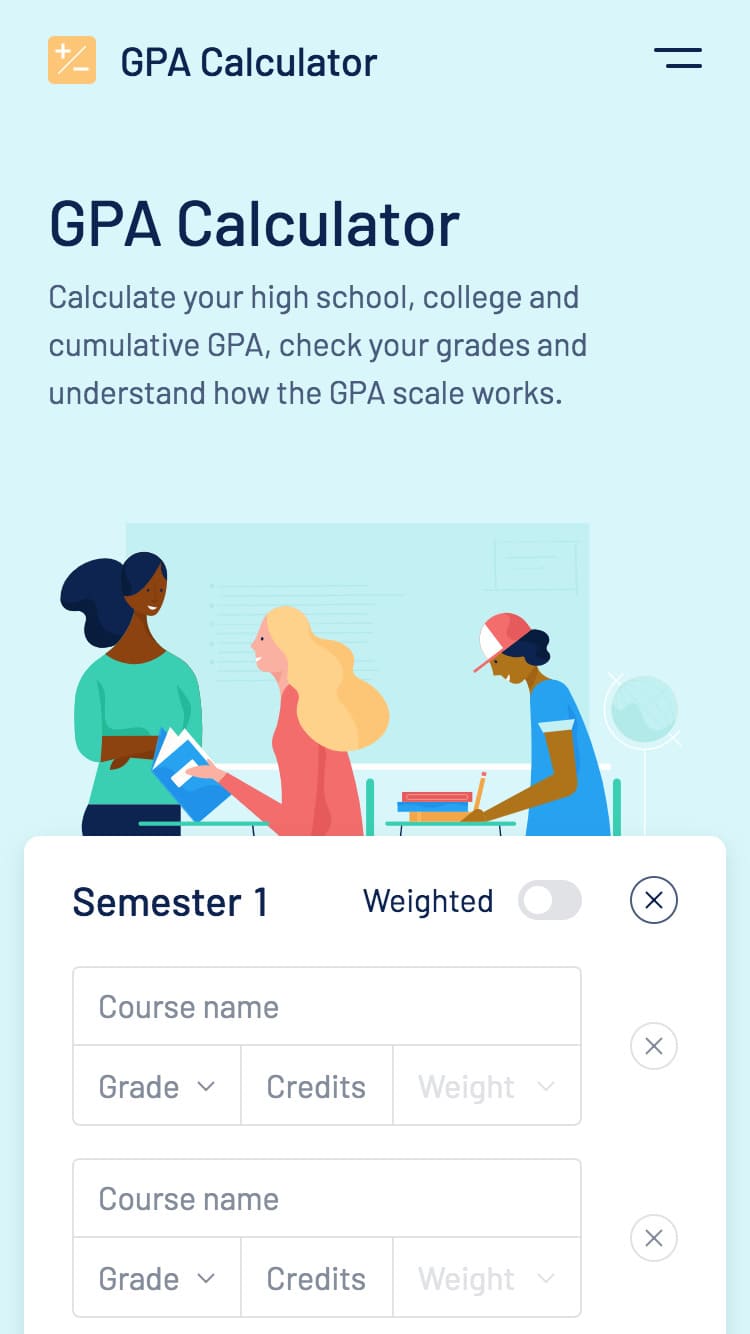 GPA Calculator
GPA Calculator
Calculate your high school, college and
cumulative GPA, check your grades and
understand how the GPA scale works.
Semester 1 Weighted
Course name
Grade Credits Weight
Course name
Grade Credits Weight